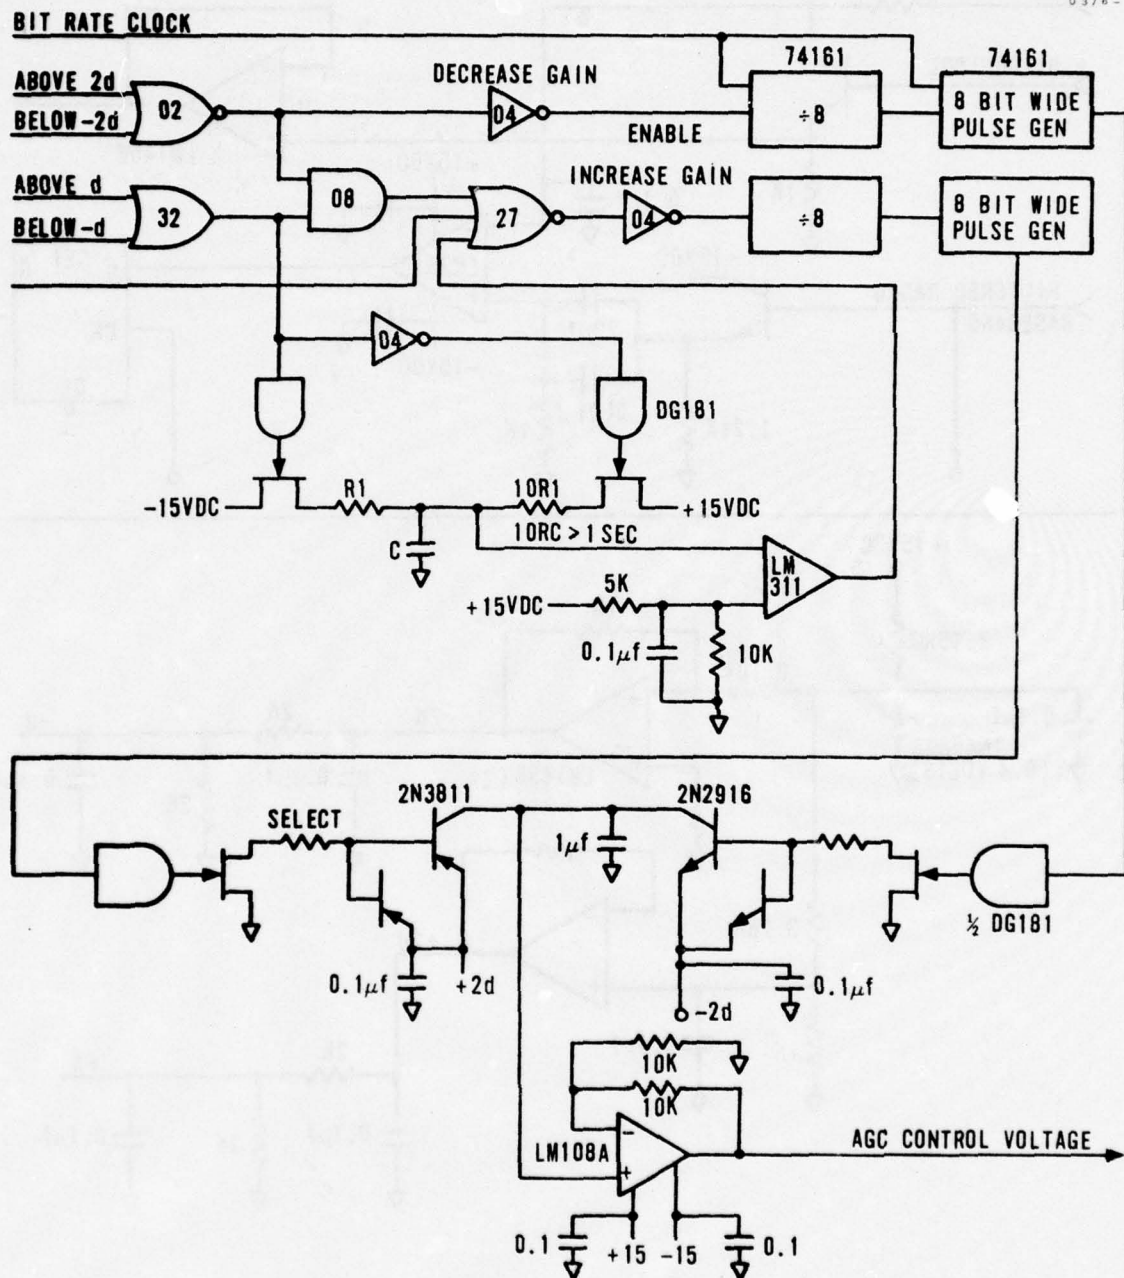 BIT RATE CLOCK
74161
74161
ABOVE 2d
BELOW-2d
02
DECREASE GAIN
04
÷8
8 BIT WIDE
PULSE GEN
ENABLE
ABOVE d
BELOW-d
32
08
27
INCREASE GAIN
04
÷8
8 BIT WIDE
PULSE GEN
04
DG181
-15VDC
R1
10R1
+15VDC
C
10RC > 1 SEC
LM
311
+15VDC
5K
0.1μf
10K
2N3811
2N2916
SELECT
1μf
½ DG181
0.1μf
+2d
0.1μf
-2d
10K
10K
LM108A
-
+
AGC CONTROL VOLTAGE
0.1
+15
-15
0.1